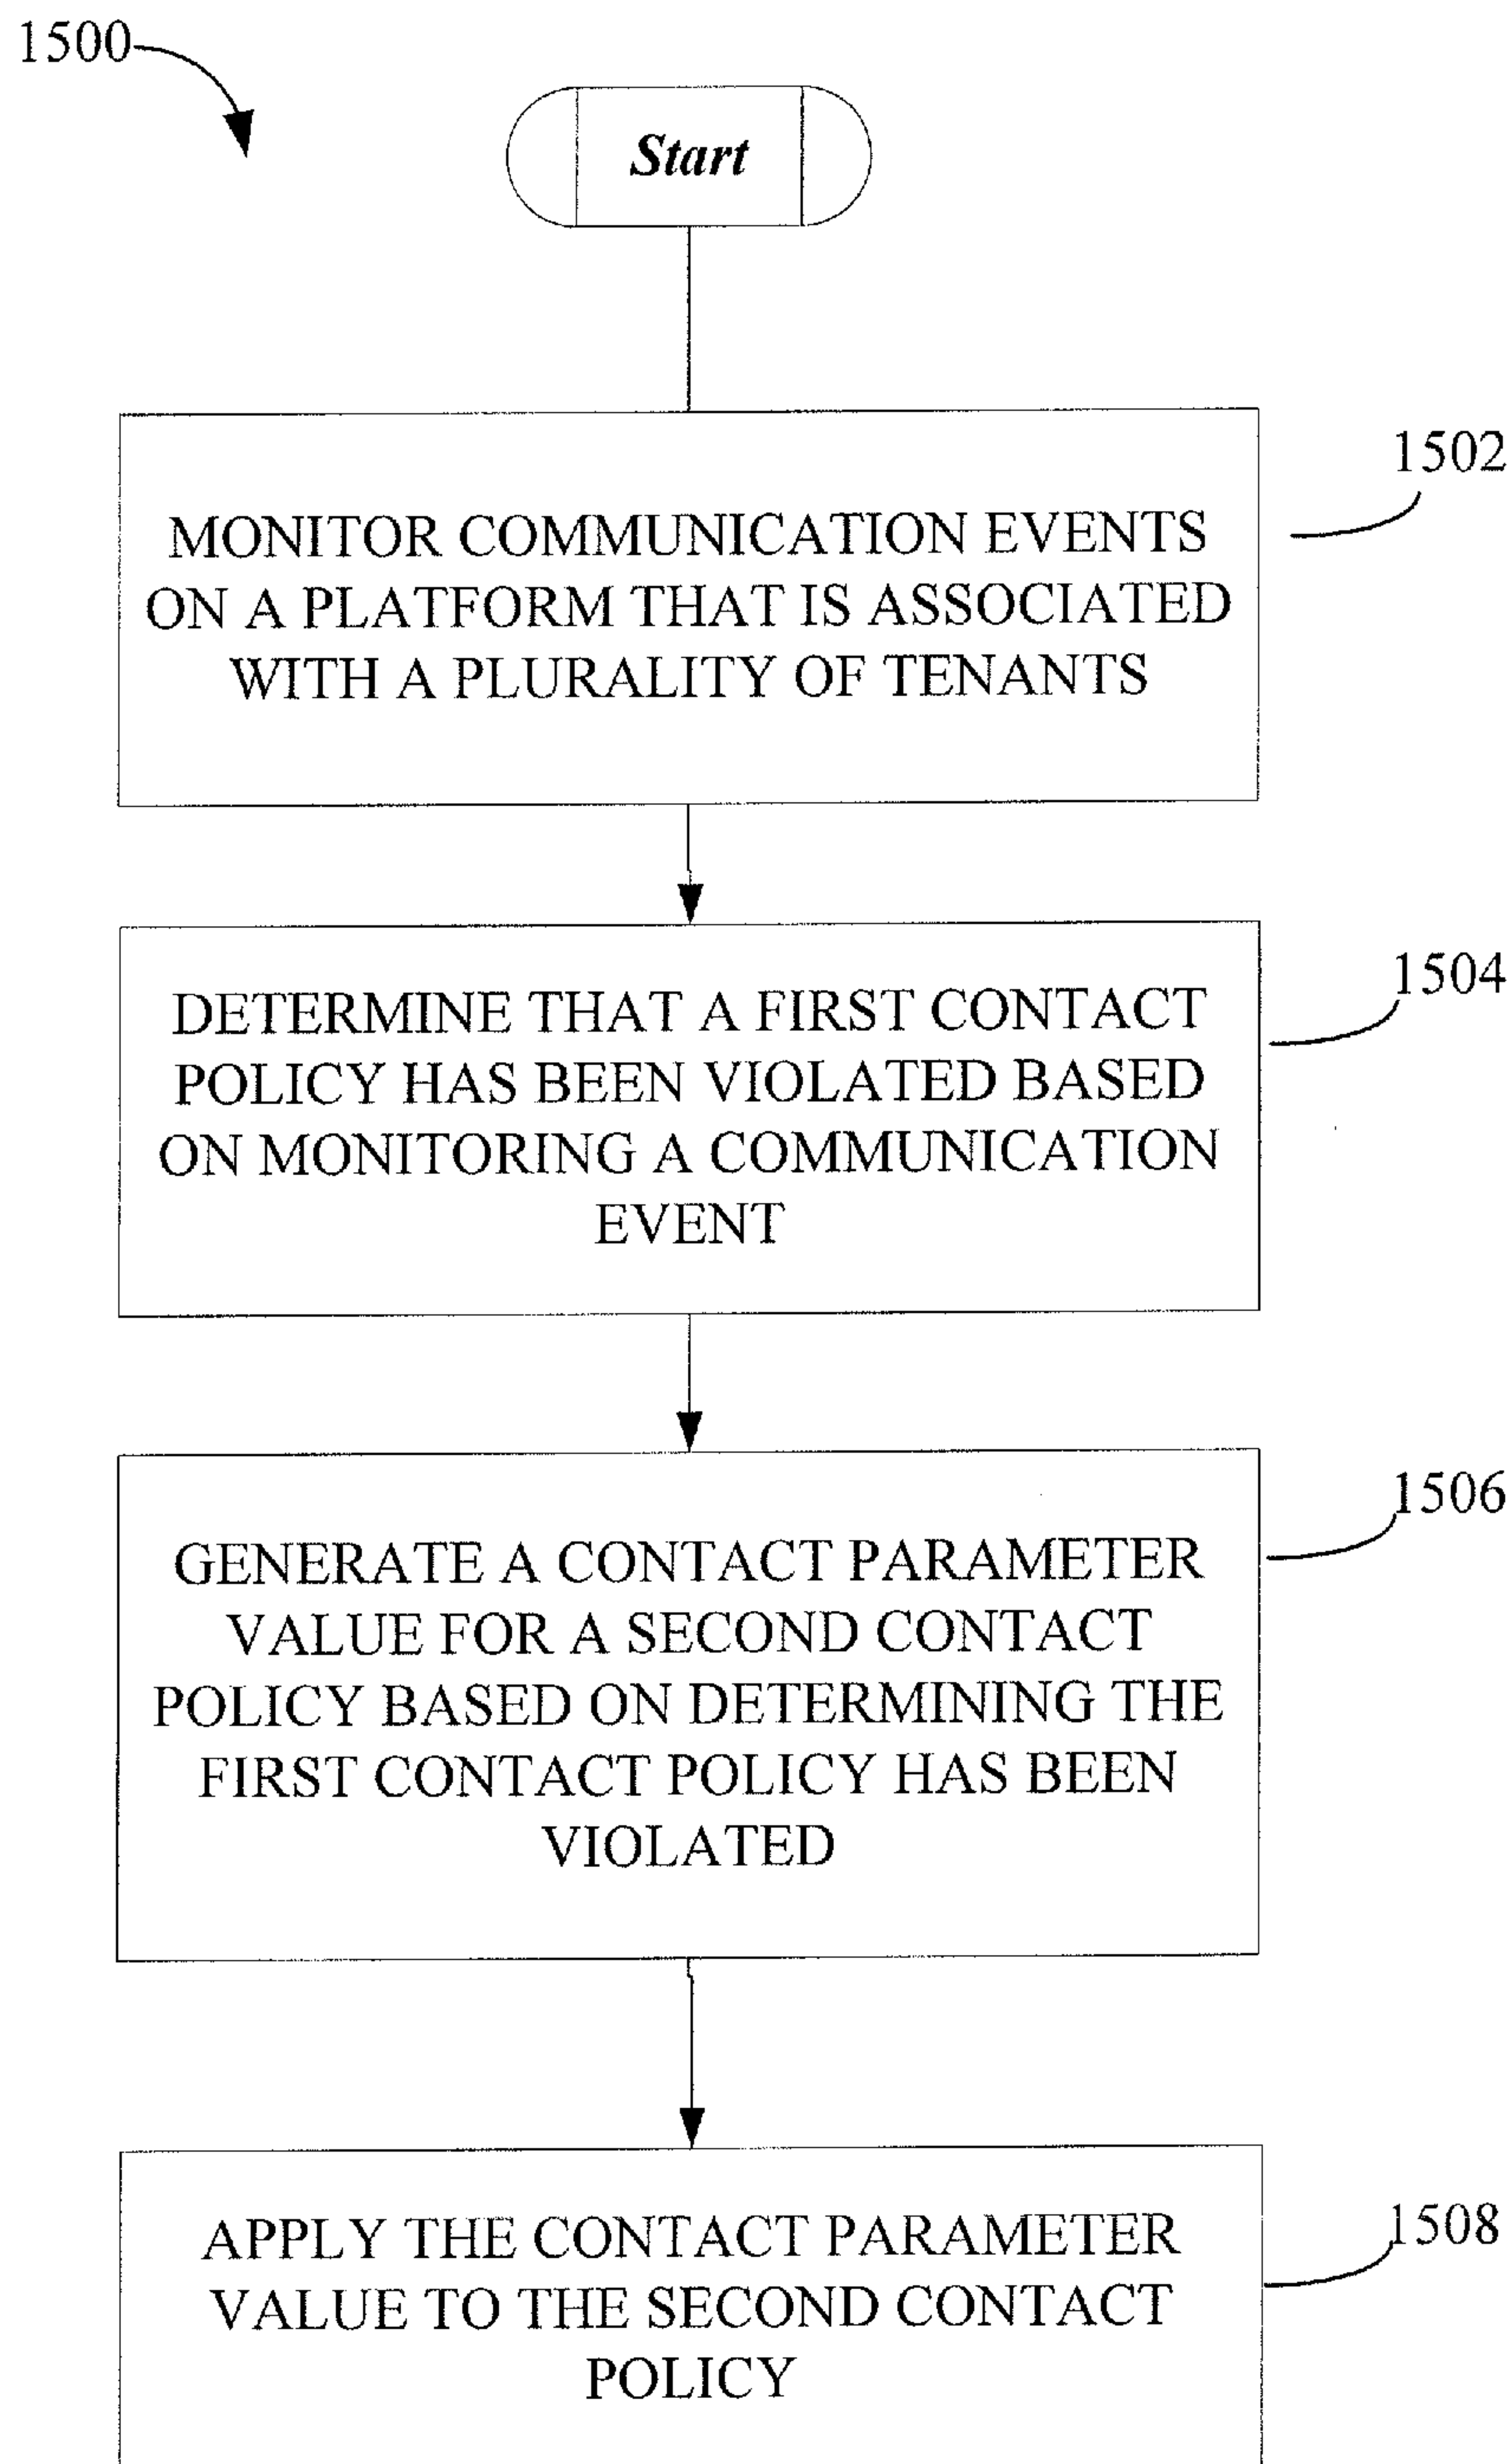 1500
Start
1502
MONITOR COMMUNICATION EVENTS
ON A PLATFORM THAT IS ASSOCIATED
WITH A PLURALITY OF TENANTS
1504
DETERMINE THAT A FIRST CONTACT
POLICY HAS BEEN VIOLATED BASED
ON MONITORING A COMMUNICATION
EVENT
1506
GENERATE A CONTACT PARAMETER
VALUE FOR A SECOND CONTACT
POLICY BASED ON DETERMINING THE
FIRST CONTACT POLICY HAS BEEN
VIOLATED
1508
APPLY THE CONTACT PARAMETER
VALUE TO THE SECOND CONTACT
POLICY